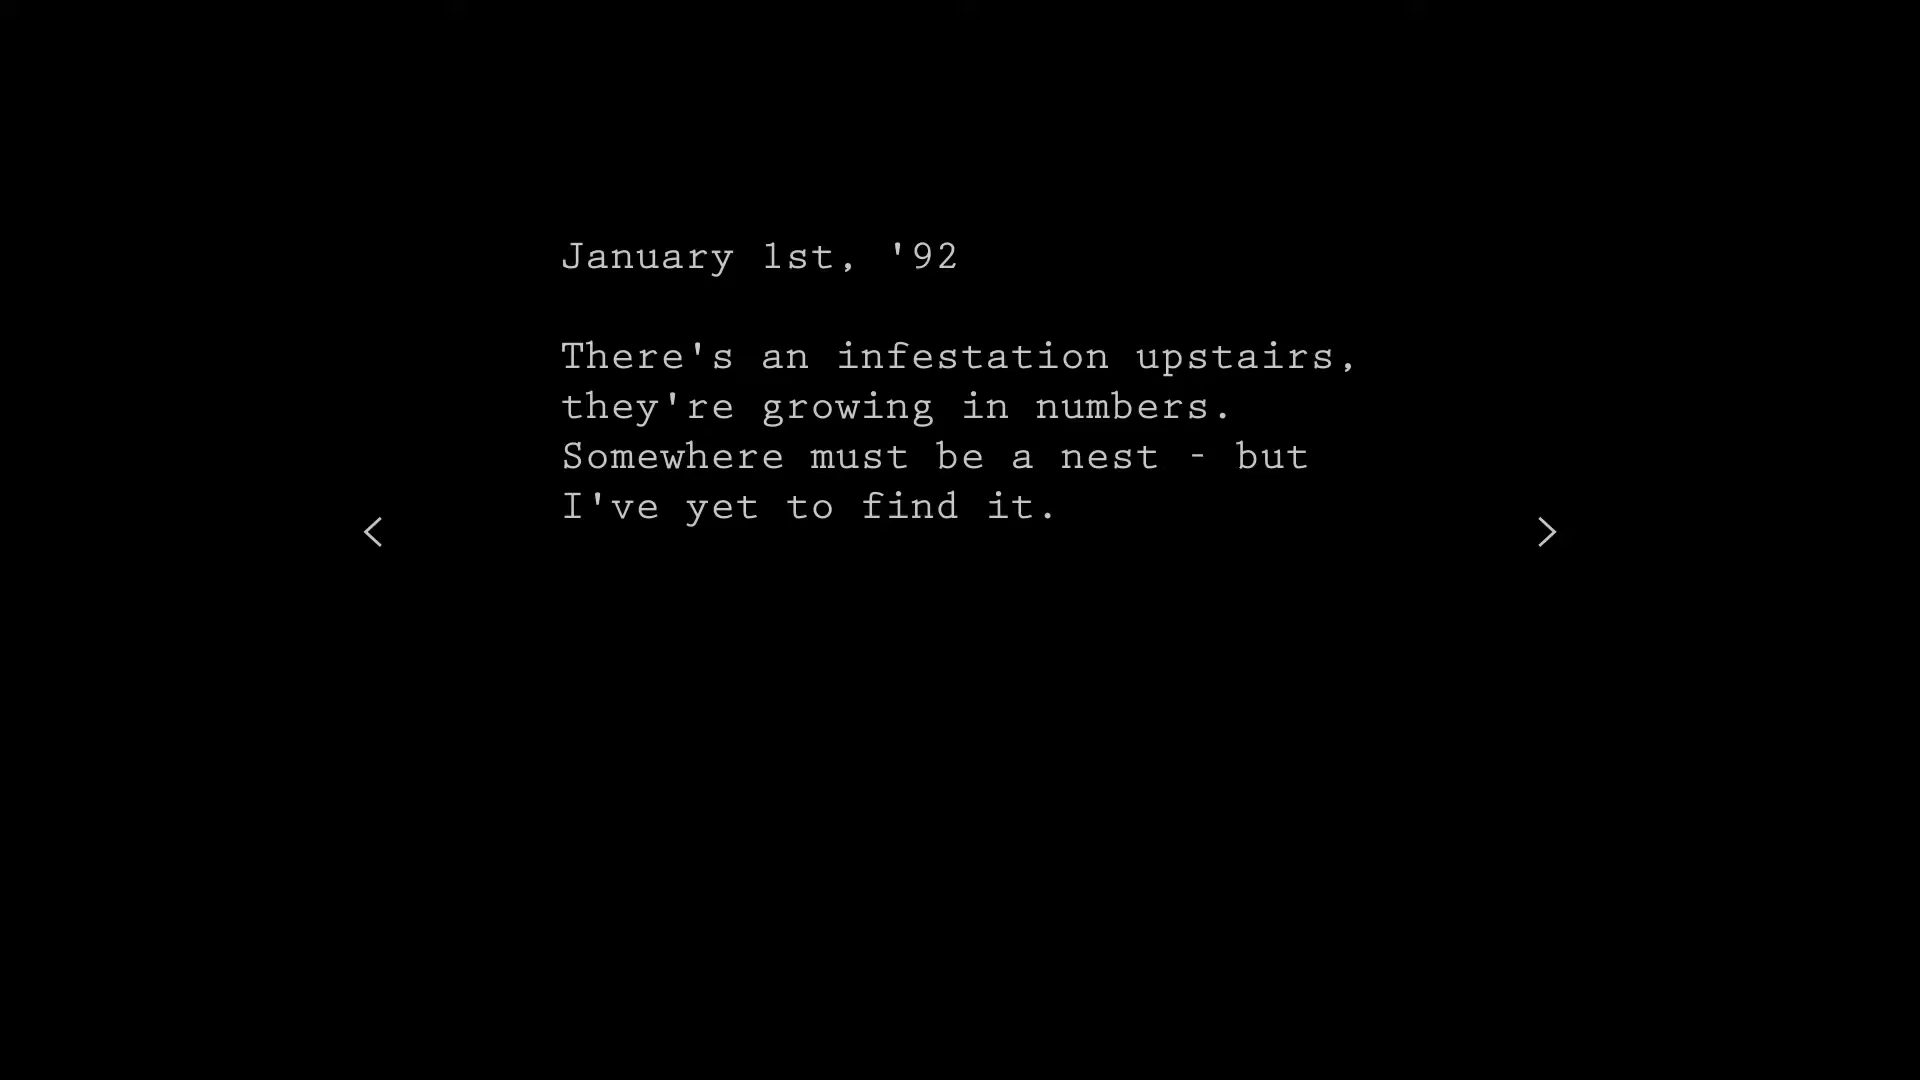 January 1st, '92
There's an infestation upstairs,
they're growing in numbers.
Somewhere must be a nest - but
I've yet to find it.
< >